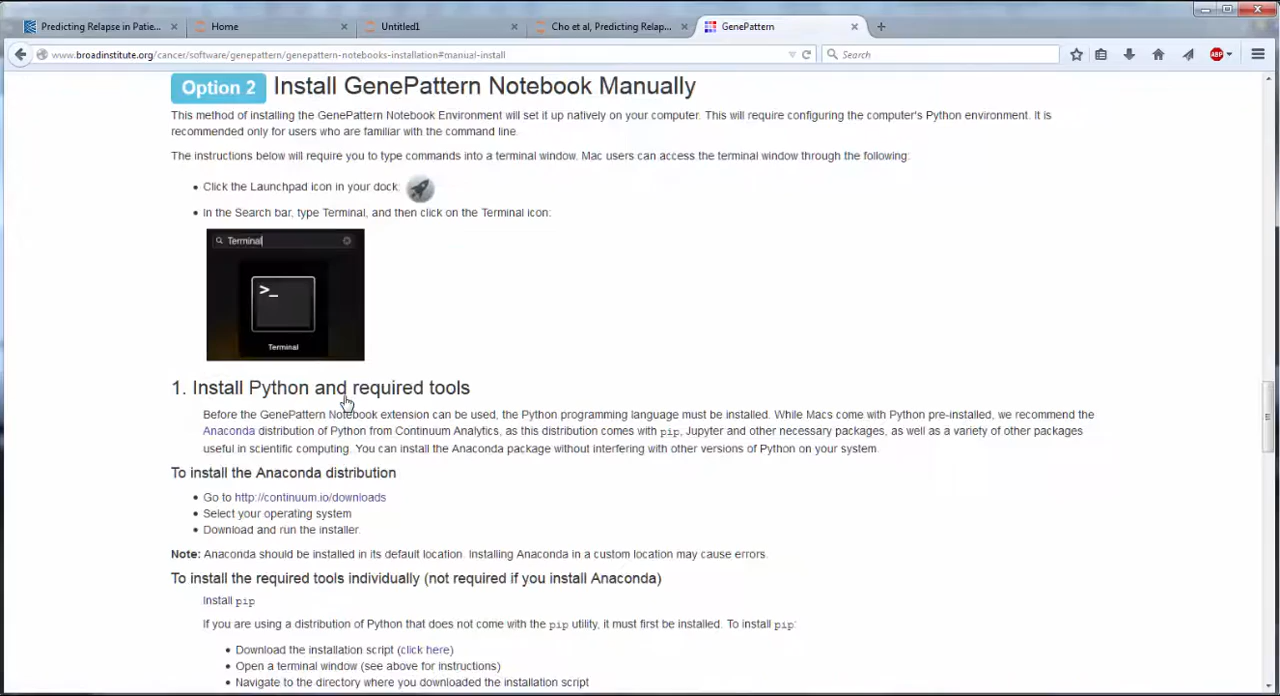 Predicting Relapse in Patie...
Home
Untitled1
Cho et al, Predicting Relap...
GenePattern
www.broadinstitute.org/cancer/software/genepattern/genepattern-notebooks-installation#manual-install
Search
ABP
Option 2 Install GenePattern Notebook Manually
This method of installing the GenePattern Notebook Environment will set it up natively on your computer. This will require configuring the computer's Python environment. It is
recommended only for users who are familiar with the command line.
The instructions below will require you to type commands into a terminal window. Mac users can access the terminal window through the following:
• Click the Launchpad icon in your dock:
• In the Search bar, type Terminal, and then click on the Terminal icon:
Terminal
>_
Terminal
1. Install Python and required tools
Before the GenePattern Notebook extension can be used, the Python programming language must be installed. While Macs come with Python pre-installed, we recommend the
Anaconda distribution of Python from Continuum Analytics, as this distribution comes with pip, Jupyter and other necessary packages, as well as a variety of other packages
useful in scientific computing. You can install the Anaconda package without interfering with other versions of Python on your system.
To install the Anaconda distribution
• Go to http://continuum.io/downloads
• Select your operating system
• Download and run the installer.
Note: Anaconda should be installed in its default location. Installing Anaconda in a custom location may cause errors.
To install the required tools individually (not required if you install Anaconda)
Install pip
If you are using a distribution of Python that does not come with the pip utility, it must first be installed. To install pip:
• Download the installation script (click here)
• Open a terminal window (see above for instructions)
• Navigate to the directory where you downloaded the installation script